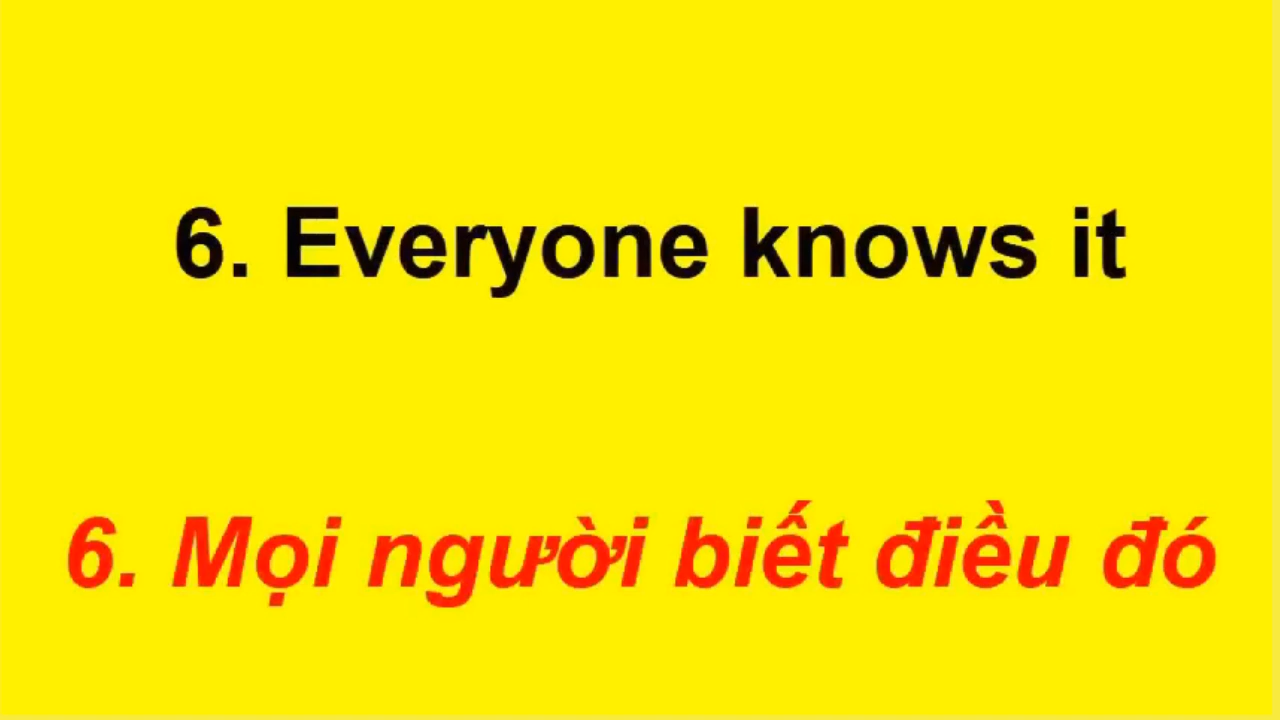 6. Everyone knows it
6. Mọi người biết điều đó